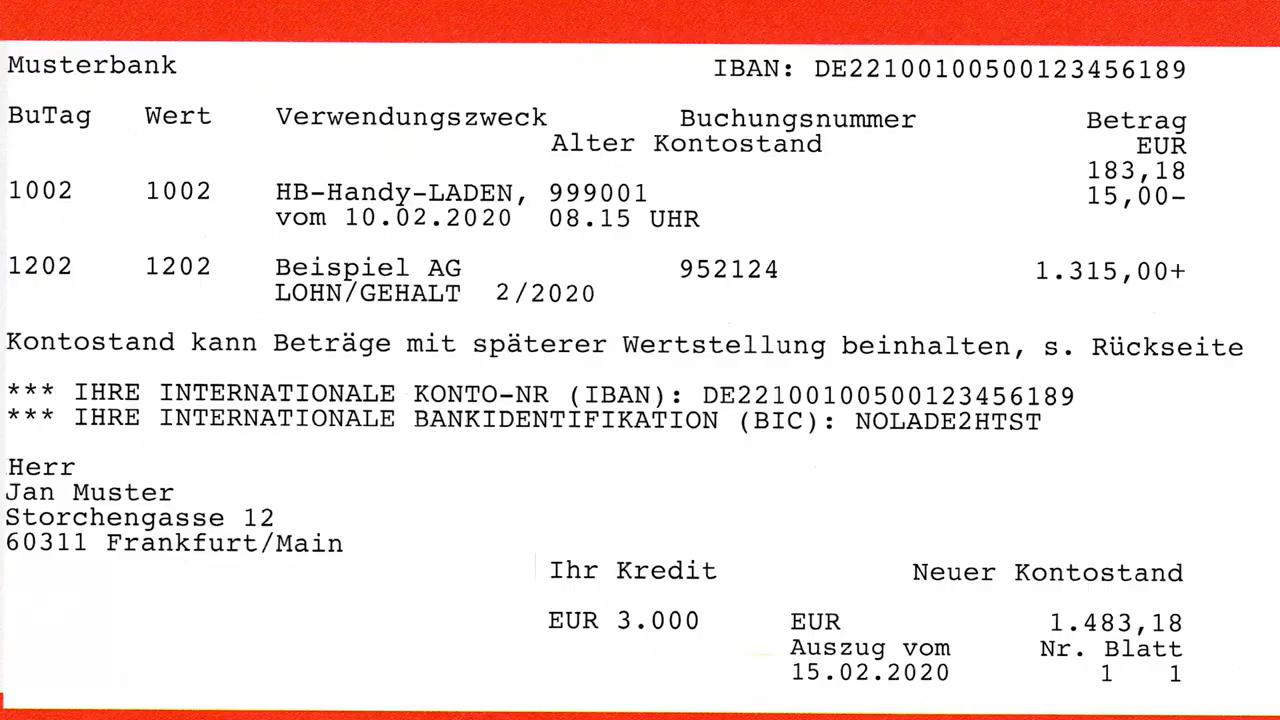 Musterbank IBAN: DE22100100500123456189
BuTag Wert Verwendungszweck Buchungsnummer Betrag
Alter Kontostand EUR
183,18
1002 1002 HB-Handy-LADEN, 999001 15,00-
vom 10.02.2020 08.15 UHR
1202 1202 Beispiel AG 952124 1.315,00+
LOHN/GEHALT 2/2020
Kontostand kann Beträge mit späterer Wertstellung beinhalten, s. Rückseite
*** IHRE INTERNATIONALE KONTO-NR (IBAN): DE22100100500123456189
*** IHRE INTERNATIONALE BANKIDENTIFIKATION (BIC): NOLADE2HTST
Herr
Jan Muster
Storchengasse 12
60311 Frankfurt/Main
Ihr Kredit Neuer Kontostand
EUR 3.000 EUR 1.483,18
Auszug vom Nr. Blatt
15.02.2020 1 1